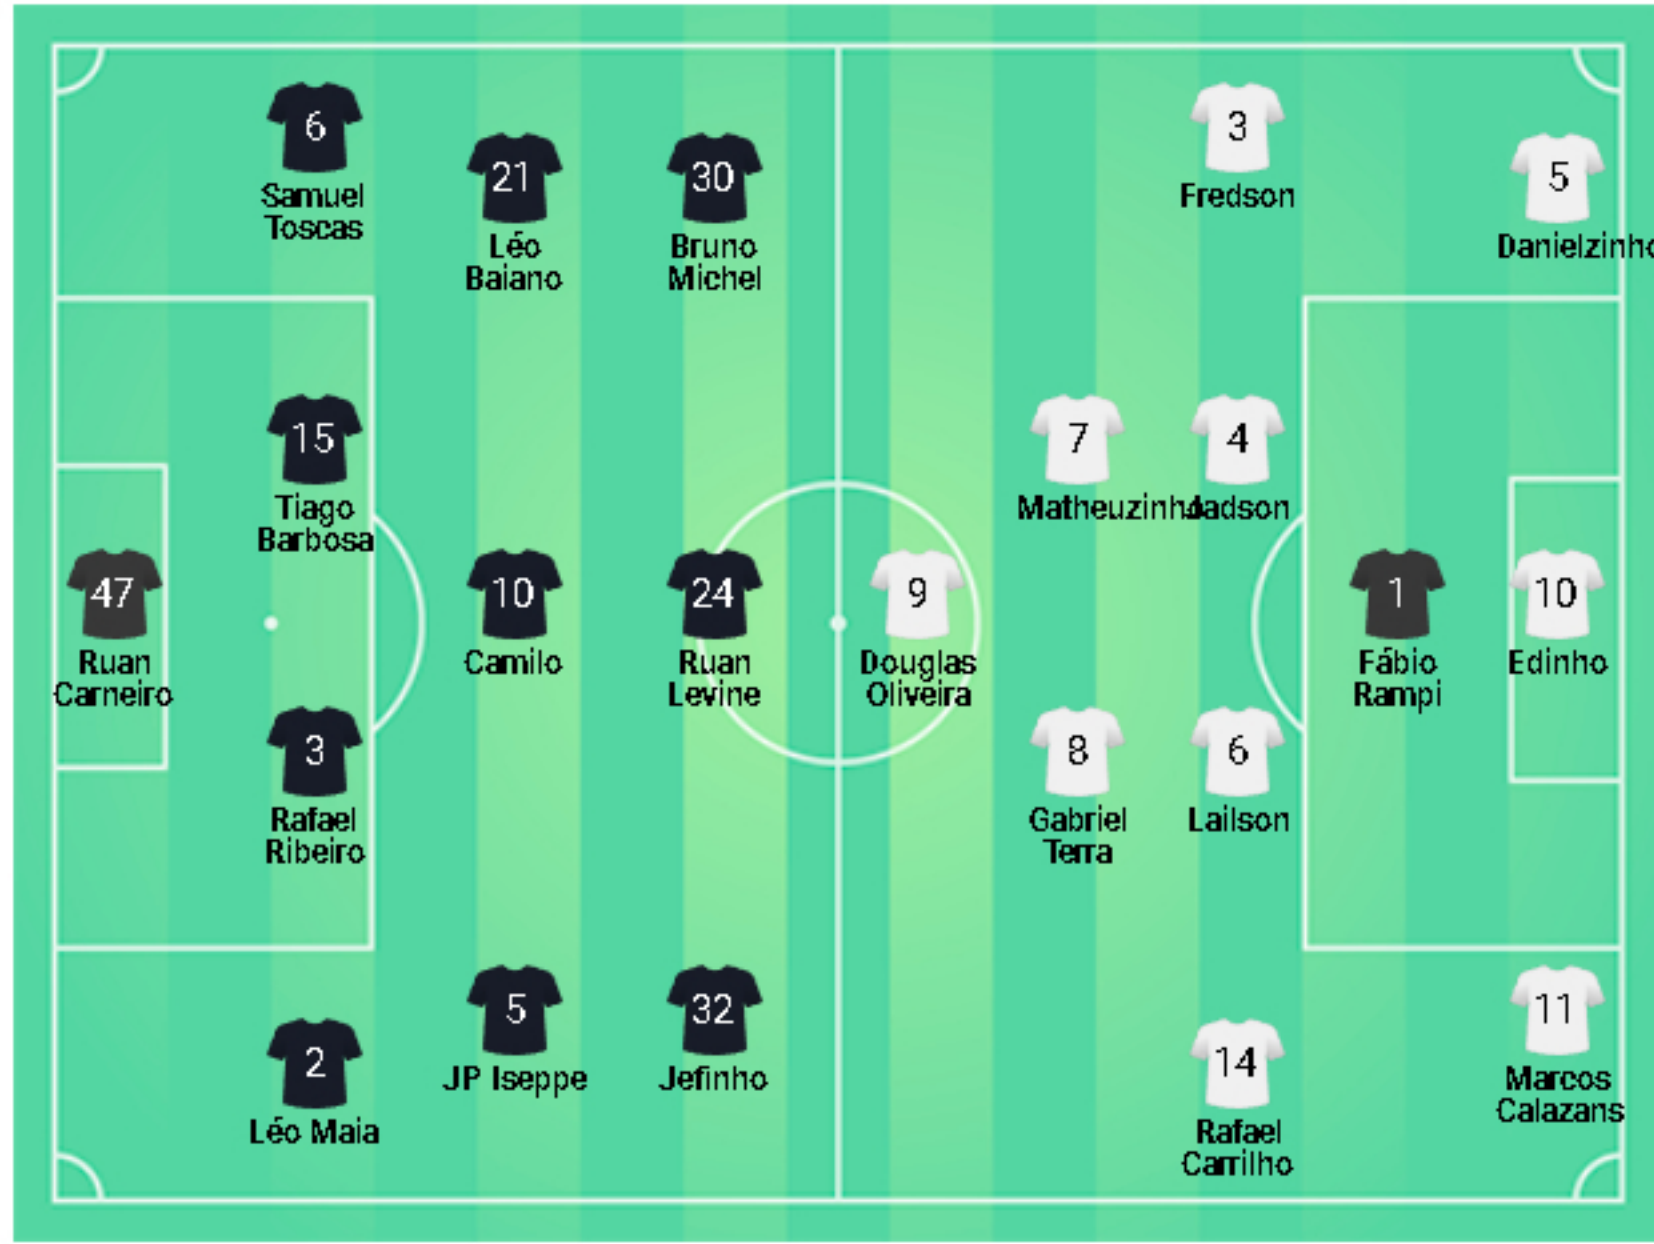 6
Samuel
Toscas
21
Léo
Baiano
30
Bruno
Michel
3
Fredson
5
Danielzinho
15
Tiago
Barbosa
7
Matheuzinho
4
Jadson
47
Ruan
Carneiro
10
Camilo
24
Ruan
Levine
9
Douglas
Oliveira
1
Fábio
Rampi
10
Edinho
3
Rafael
Ribeiro
8
Gabriel
Terra
6
Lailson
2
Léo Maia
5
JP Iseppe
32
Jefinho
14
Rafael
Carrilho
11
Marcos
Calazans